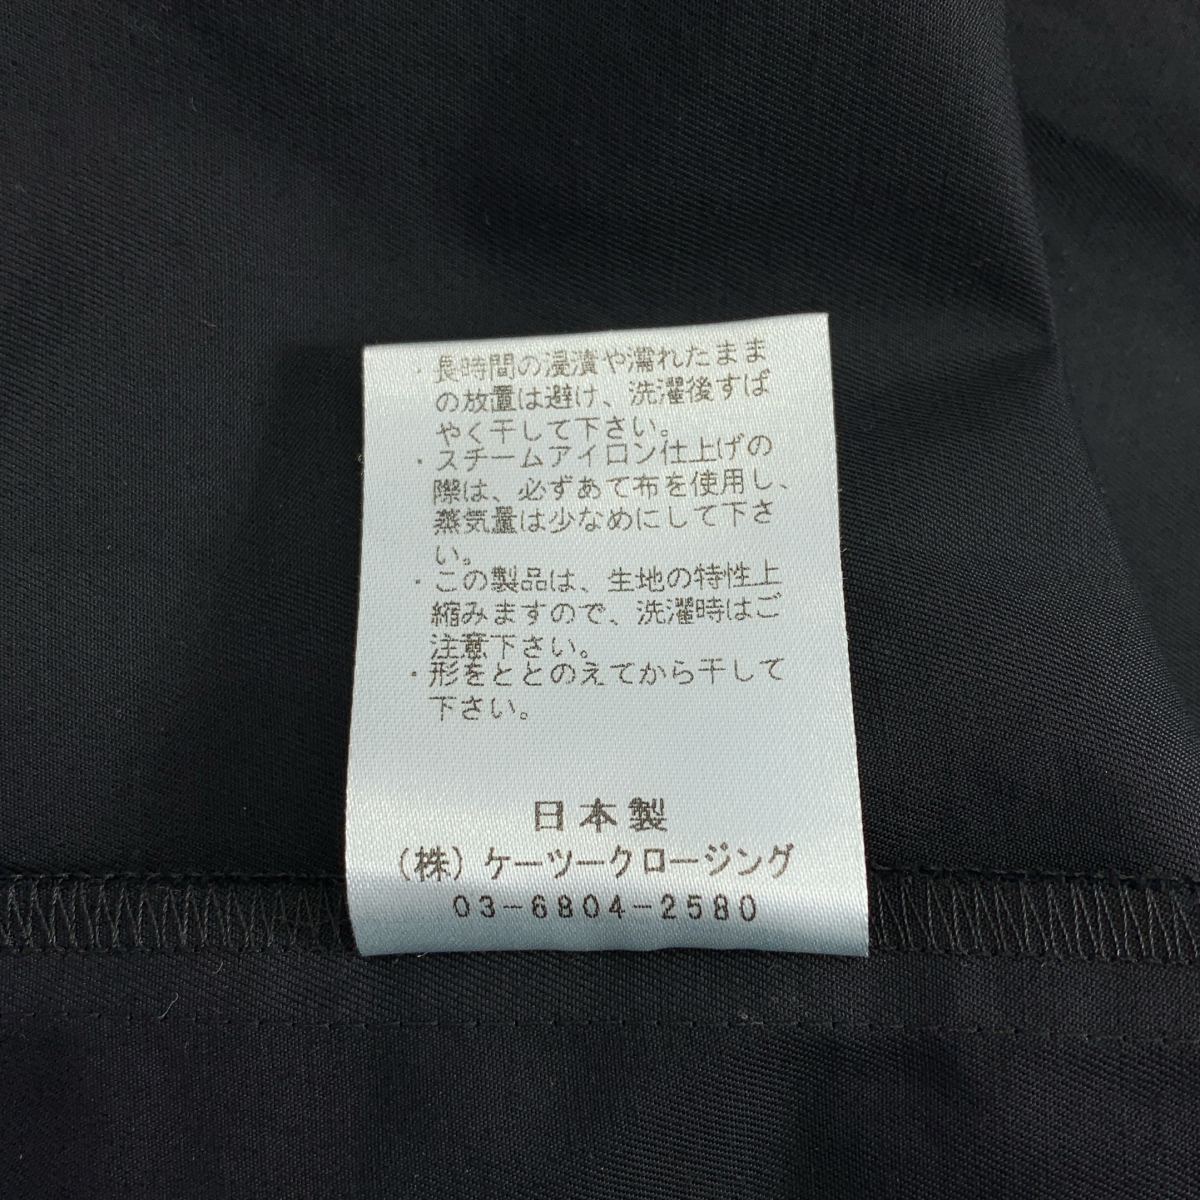 ・長時間の浸漬や濡れたまま
の放置は避け、洗濯後すば
やく干して下さい。
・スチームアイロン仕上げの
際は、必ずあて布を使用し、
蒸気量は少なめにして下さ
い。
・この製品は、生地の特性上
縮みますので、洗濯時はご
注意下さい。
・形をととのえてから干して
下さい。
日本製
（株）ケーツークロージング
03-6804-2580